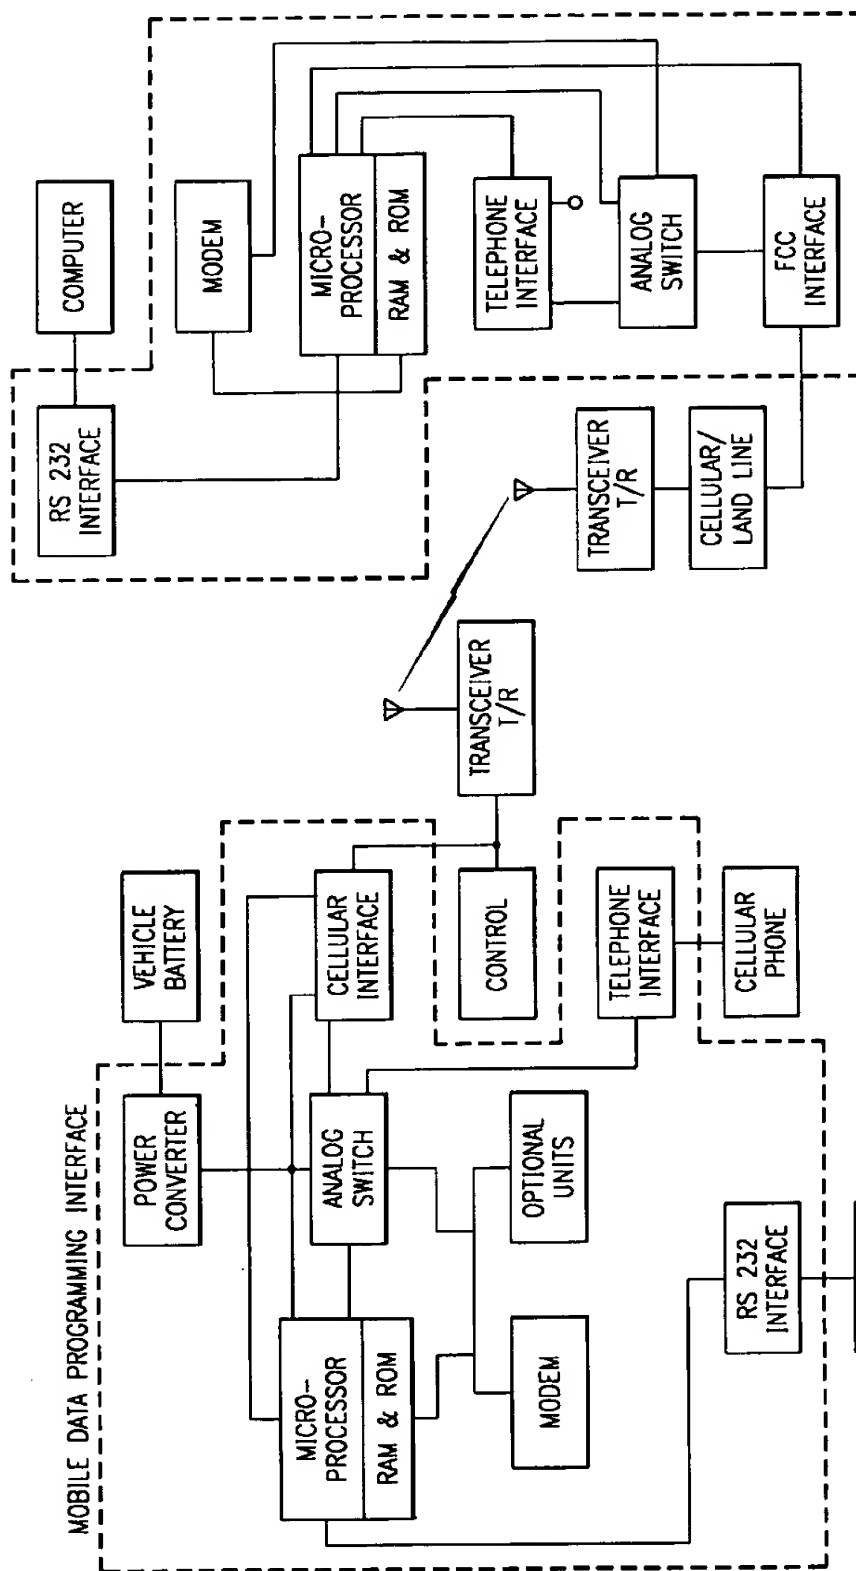 MOBILE DATA PROGRAMMING INTERFACE
POWER
CONVERTER
VEHICLE
BATTERY
MICRO-
PROCESSOR
RAM & ROM
ANALOG
SWITCH
CELLULAR
INTERFACE
MODEM
OPTIONAL
UNITS
CONTROL
TRANSCEIVER
T/R
TELEPHONE
INTERFACE
CELLULAR
PHONE
RS 232
INTERFACE
RS 232
INTERFACE
COMPUTER
MODEM
MICRO-
PROCESSOR
RAM & ROM
TELEPHONE
INTERFACE
ANALOG
SWITCH
FCC
INTERFACE
TRANSCEIVER
T/R
CELLULAR/
LAND LINE